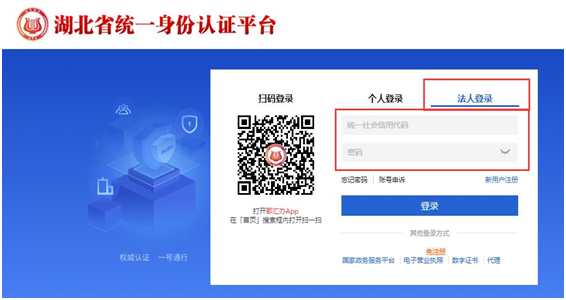 湖北省统一身份认证平台
扫码登录
打开鄂汇办App
在「首页」搜索框内打开扫一扫
个人登录
法人登录
统一社会信用代码
密码
忘记密码 账号申诉 新用户注册
登录
其他登录方式
免注册
国家政务服务平台 电子营业执照 数字证书 代理
权威认证 一号通行